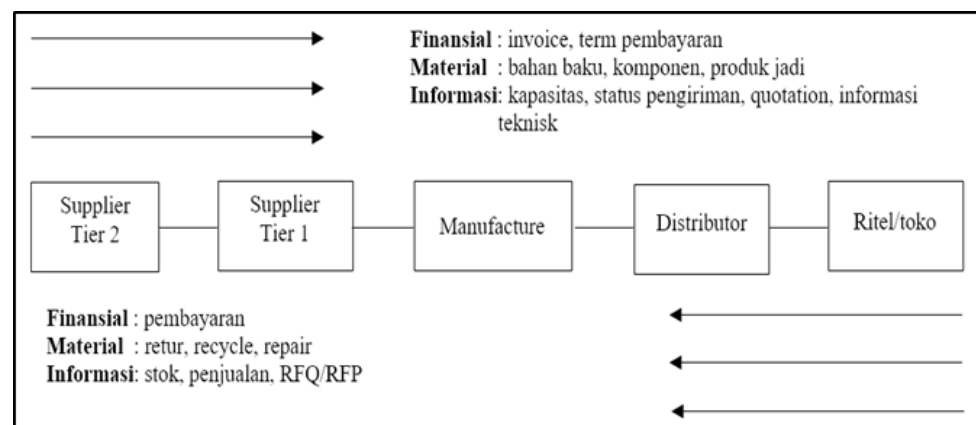 Finansial : invoice, term pembayaran
Material : bahan baku, komponen, produk jadi
Informasi: kapasitas, status pengiriman, quotation, informasi
teknisk
Supplier
Tier 2
Supplier
Tier 1
Manufacture
Distributor
Ritel/toko
Finansial : pembayaran
Material : retur, recycle, repair
Informasi: stok, penjualan, RFQ/RFP